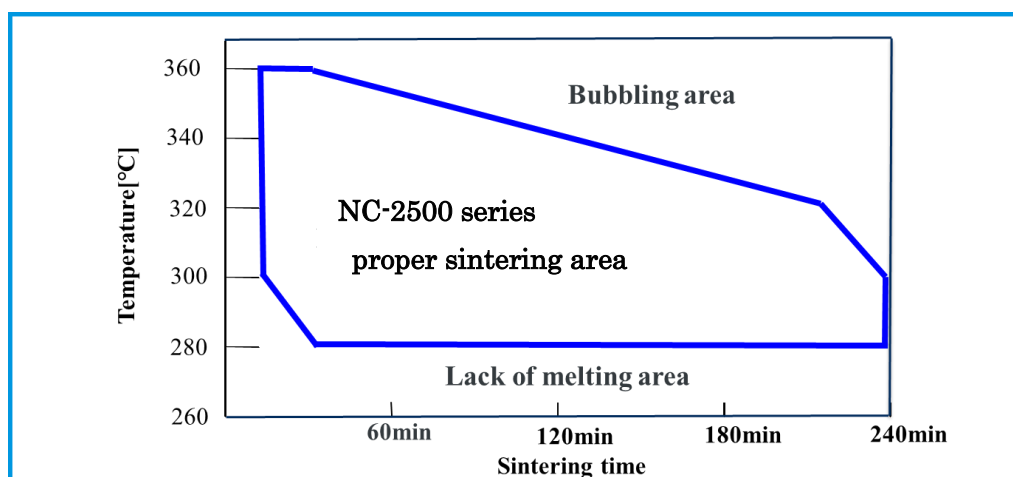 360
Bubbling area
340
Temperature[°C]
320
NC-2500 series
proper sintering area
300
280
Lack of melting area
260
60min
120min
180min
240min
Sintering time